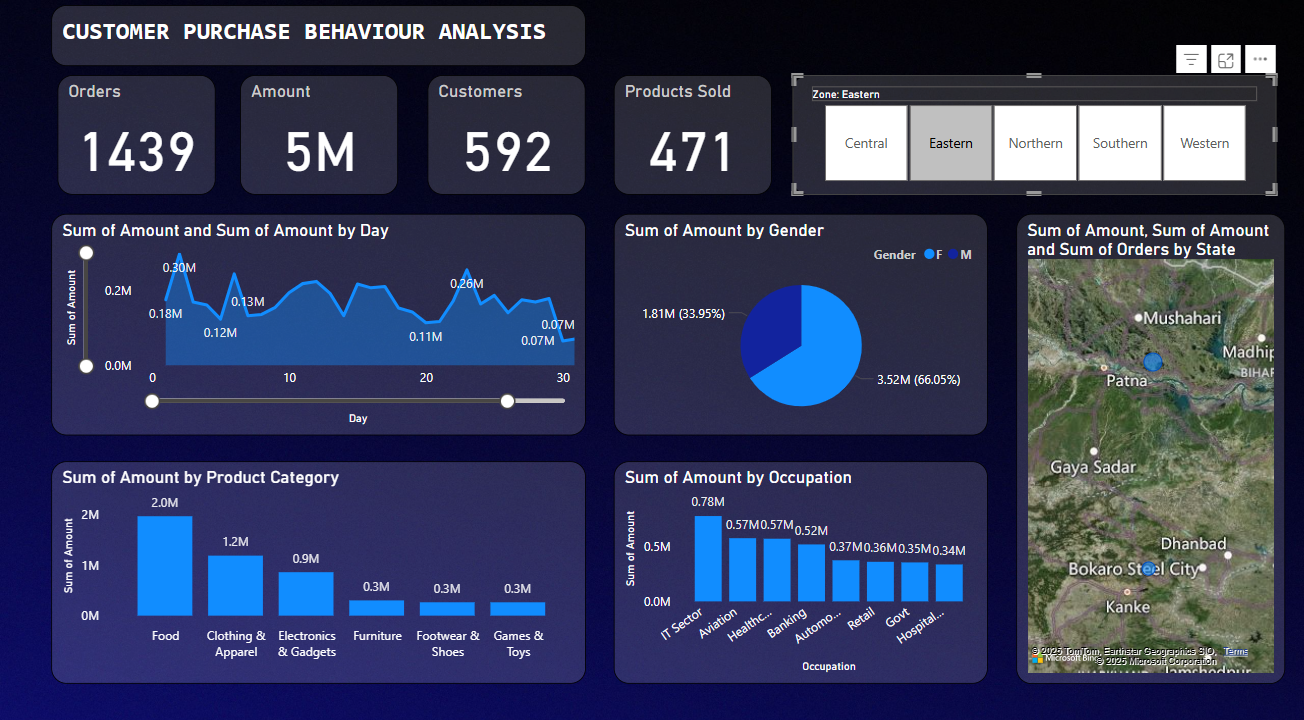 CUSTOMER PURCHASE BEHAVIOUR ANALYSIS
Orders
1439
Amount
5M
Customers
592
Products Sold
471
Zone: Eastern
Central
Eastern
Northern
Southern
Western
Sum of Amount and Sum of Amount by Day
Sum of Amount
0.2M
0.0M
0.30M
0.18M
0.12M
0.13M
0.11M
0.26M
0.07M
0.07M
0
10
20
30
Day
Sum of Amount by Gender
Gender F M
1.81M (33.95%)
3.52M (66.05%)
Sum of Amount, Sum of Amount
and Sum of Orders by State
Mushahari
Madhip
BIHAR
Patna
Gaya Sadar
Dhanbad
Bokaro Steel City
Kanke
© 2025 TomTom, Earthstar Geographics SIO, Terms
Microsoft Bing
© 2025 Microsoft Corporation
Jamshedpur
Sum of Amount by Product Category
Sum of Amount
2M
1M
0M
2.0M
1.2M
0.9M
0.3M
0.3M
0.3M
Food
Clothing &
Apparel
Electronics
& Gadgets
Furniture
Footwear &
Shoes
Games &
Toys
Sum of Amount by Occupation
Sum of Amount
0.5M
0.0M
0.78M
0.57M
0.57M
0.52M
0.37M
0.36M
0.35M
0.34M
IT Sector
Aviation
Healthc...
Banking
Automo...
Retail
Govt
Hospital...
Occupation